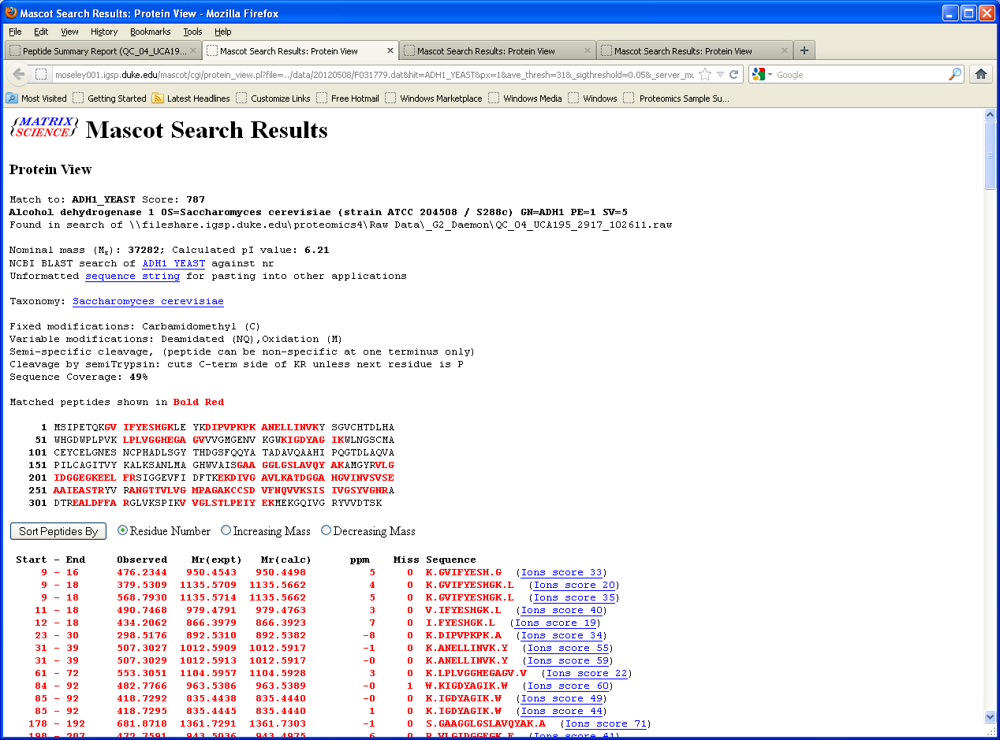 Mascot Search Results: Protein View - Mozilla Firefox
File Edit View History Bookmarks Tools Help
Peptide Summary Report (QC_04_UCA19... Mascot Search Results: Protein View Mascot Search Results: Protein View Mascot Search Results: Protein View
moseley001.igsp.duke.edu/mascot/cgi/protein_view.pl?file=../data/20120508/F031779.dat&hit=ADH1_YEAST&px=1&ave_thresh=31&_sigthreshold=0.05&_server_mu Google
Most Visited Getting Started Latest Headlines Customize Links Free Hotmail Windows Marketplace Windows Media Windows Proteomics Sample Su...
{MATRIX SCIENCE} Mascot Search Results
Protein View
Match to: ADH1_YEAST Score: 787
Alcohol dehydrogenase 1 OS=Saccharomyces cerevisiae (strain ATCC 204508 / S288c) GN=ADH1 PE=1 SV=5
Found in search of \\fileshare.igsp.duke.edu\proteomics4\Raw Data\_G2_Daemon\QC_04_UCA195_2917_102611.raw
Nominal mass (Mr): 37282; Calculated pI value: 6.21
NCBI BLAST search of ADH1_YEAST against nr
Unformatted sequence string for pasting into other applications
Taxonomy: Saccharomyces cerevisiae
Fixed modifications: Carbamidomethyl (C)
Variable modifications: Deamidated (NQ),Oxidation (M)
Semi-specific cleavage, (peptide can be non-specific at one terminus only)
Cleavage by semiTrypsin: cuts C-term side of KR unless next residue is P
Sequence Coverage: 49%
Matched peptides shown in Bold Red
1 MSIPETQKGV IFYESHGKLE YKDIPVPKPK ANELLINVKY SGVCHTDLHA
51 WHGDWPLPVK LPLVGGHEGA GVVVGMGENV KGWKIGDYAG IKWLNGSCMA
101 CEYCELGNES NCPHADLSGY THDGSFQQYA TADAVQAAHI PQGTDLAQVA
151 PILCAGITVY KALKSANLMA GHWVAISGAA GGLGSLAVQY AKAMGYRVLG
201 IDGGEGKEEL FRSIGGEVFI DFTKEKDIVG AVLKATDGGA HGVINVSVSE
251 AAIEASTRYV RANGTTVLVG MPAGAKCCSD VFNQVVKSIS IVGSYVGNRA
301 DTREALDFFA RGLVKSPIKV VGLSTLPEIY EKMEKGQIVG RYVVDTSK
Sort Peptides By Residue Number Increasing Mass Decreasing Mass
Start - End Observed Mr(expt) Mr(calc) ppm Miss Sequence
9 - 16 476.2344 950.4543 950.4498 5 0 K.GVIFYESH.G (Ions score 33)
9 - 18 379.5309 1135.5709 1135.5662 4 0 K.GVIFYESHGK.L (Ions score 20)
9 - 18 568.7930 1135.5714 1135.5662 5 0 K.GVIFYESHGK.L (Ions score 35)
11 - 18 490.7468 979.4791 979.4763 3 0 V.IFYESHGK.L (Ions score 40)
12 - 18 434.2062 866.3979 866.3923 7 0 I.FYESHGK.L (Ions score 19)
23 - 30 298.5176 892.5310 892.5382 -8 0 K.DIPVPKPK.A (Ions score 34)
31 - 39 507.3027 1012.5909 1012.5917 -1 0 K.ANELLINVK.Y (Ions score 55)
31 - 39 507.3029 1012.5913 1012.5917 -0 0 K.ANELLINVK.Y (Ions score 59)
61 - 72 553.3051 1104.5957 1104.5928 3 0 K.LPLVGGHEGAGV.V (Ions score 22)
84 - 92 482.7766 963.5386 963.5389 -0 1 W.KIGDYAGIK.W (Ions score 60)
85 - 92 418.7292 835.4438 835.4440 -0 0 K.IGDYAGIK.W (Ions score 49)
85 - 92 418.7295 835.4445 835.4440 1 0 K.IGDYAGIK.W (Ions score 44)
178 - 192 681.8718 1361.7291 1361.7303 -1 0 S.GAAGGLGSLAVQYAK.A (Ions score 71)
198 - 207 472.7591 943.5036 943.4975 6 0 R.VLGIDGGEGK.E (Ions score 41)